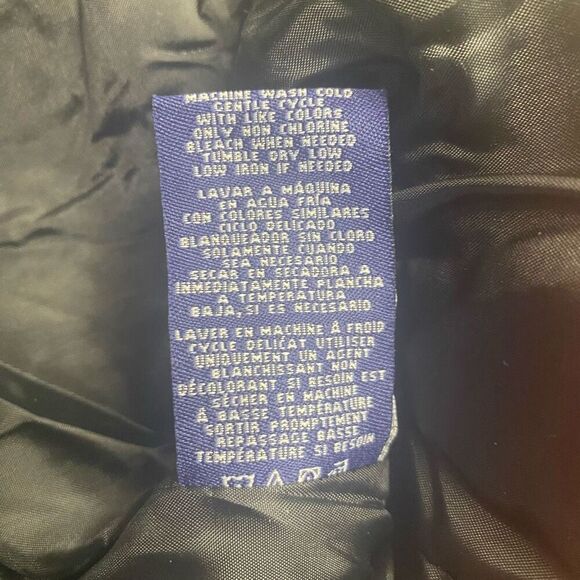 MACHINE WASH COLD
GENTLE CYCLE
WITH LIKE COLORS
ONLY NON CHLORINE
BLEACH WHEN NEEDED
TUMBLE DRY LOW
LOW IRON IF NEEDED
LAVAR A MÁQUINA
EN AGUA FRÍA
CON COLORES SIMILARES
CICLO DELICADO
BLANQUEADOR SIN CLORO
SOLAMENTE CUANDO
SEA NECESARIO
SECAR EN SECADORA A
INMEDIATAMENTE PLANCHA
A TEMPERATURA
BAJA, SI ES NECESARIO
LAVER EN MACHINE À FROID
CYCLE DELICAT UTILISER
UNIQUEMENT UN AGENT
BLANCHISSANT NON
DÉCOLORANT SI BESOIN EST
SÉCHER EN MACHINE
À BASSE TEMPÉRATURE
SORTIR PROMPTEMENT
REPASSAGE BASSE
TEMPÉRATURE SI BESOIN